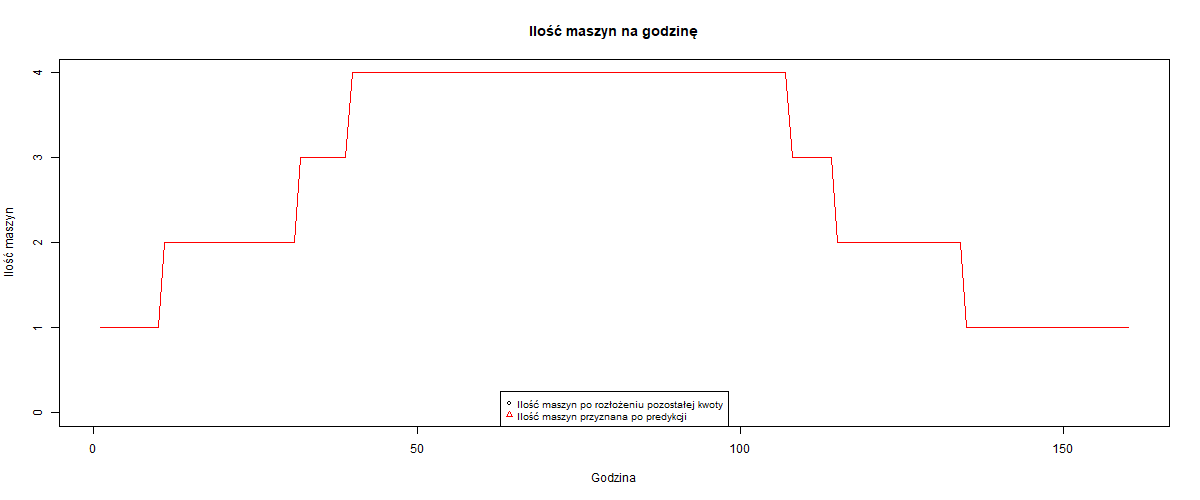 Ilość maszyn na godzinę
Ilość maszyn
4
3
2
1
0
Ilość maszyn po rozłożeniu pozostałej kwoty
Ilość maszyn przyznana po predykcji
0 50 100 150
Godzina